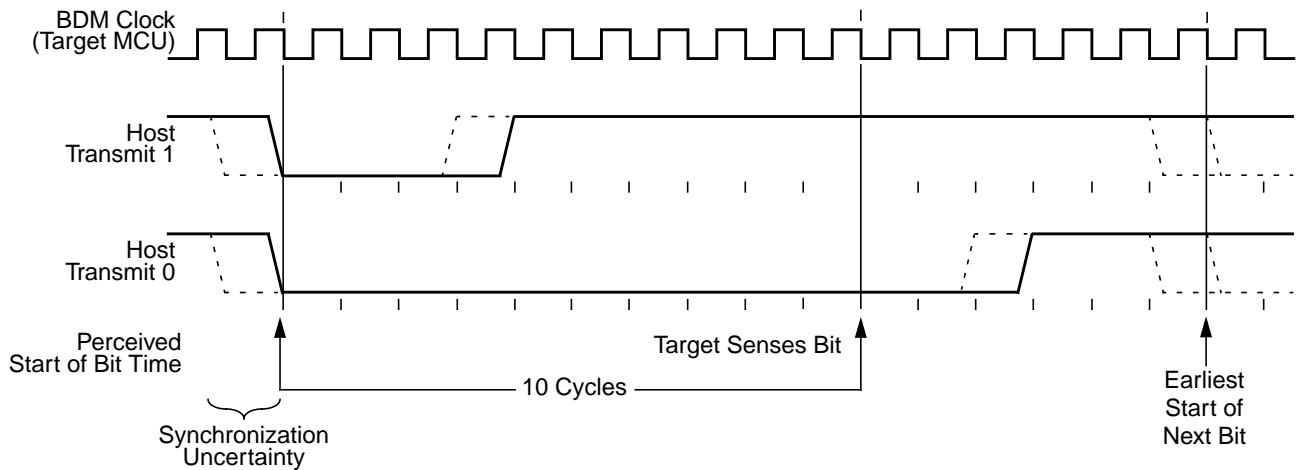 BDM Clock
(Target MCU)
Host
Transmit 1
Host
Transmit 0
Perceived
Start of Bit Time
Target Senses Bit
10 Cycles
Earliest
Start of
Next Bit
Synchronization
Uncertainty